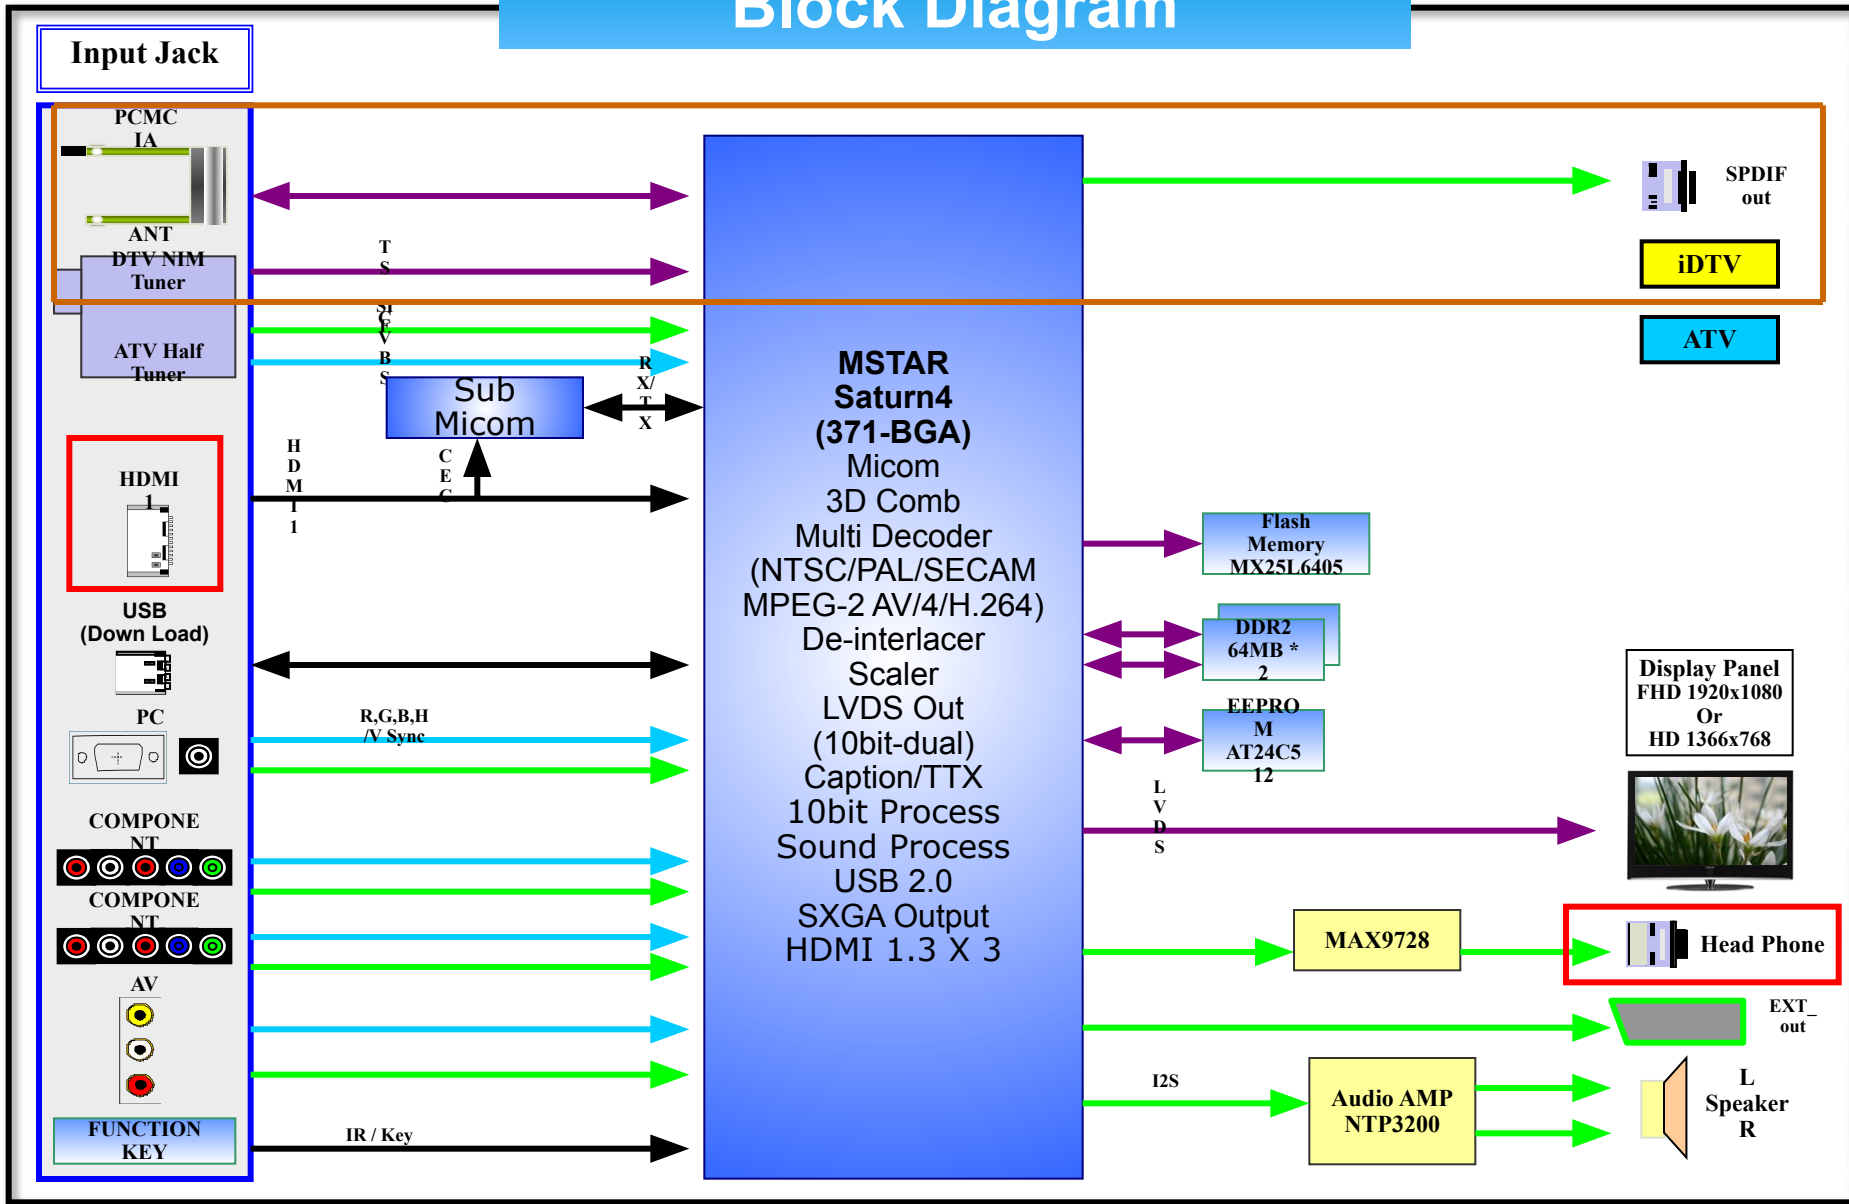 Block Diagram
Input Jack
PCMC
IA
ANT
DTV NIM
Tuner
ATV Half
Tuner
HDMI
1
USB
(Down Load)
PC
COMPONE
NT
COMPONE
NT
AV
FUNCTION
KEY
T
S
SI
F
C
V
B
S
Sub
Micom
R
X/
T
X
H
D
M
I
1
C
E
C
R,G,B,H
/V Sync
IR / Key
MSTAR
Saturn4
(371-BGA)
Micom
3D Comb
Multi Decoder
(NTSC/PAL/SECAM
MPEG-2 AV/4/H.264)
De-interlacer
Scaler
LVDS Out
(10bit-dual)
Caption/TTX
10bit Process
Sound Process
USB 2.0
SXGA Output
HDMI 1.3 X 3
SPDIF
out
iDTV
ATV
Flash
Memory
MX25L6405
DDR2
64MB *
2
EEPRO
M
AT24C5
12
L
V
D
S
Display Panel
FHD 1920x1080
Or
HD 1366x768
MAX9728
Head Phone
EXT_
out
I2S
Audio AMP
NTP3200
L
Speaker
R